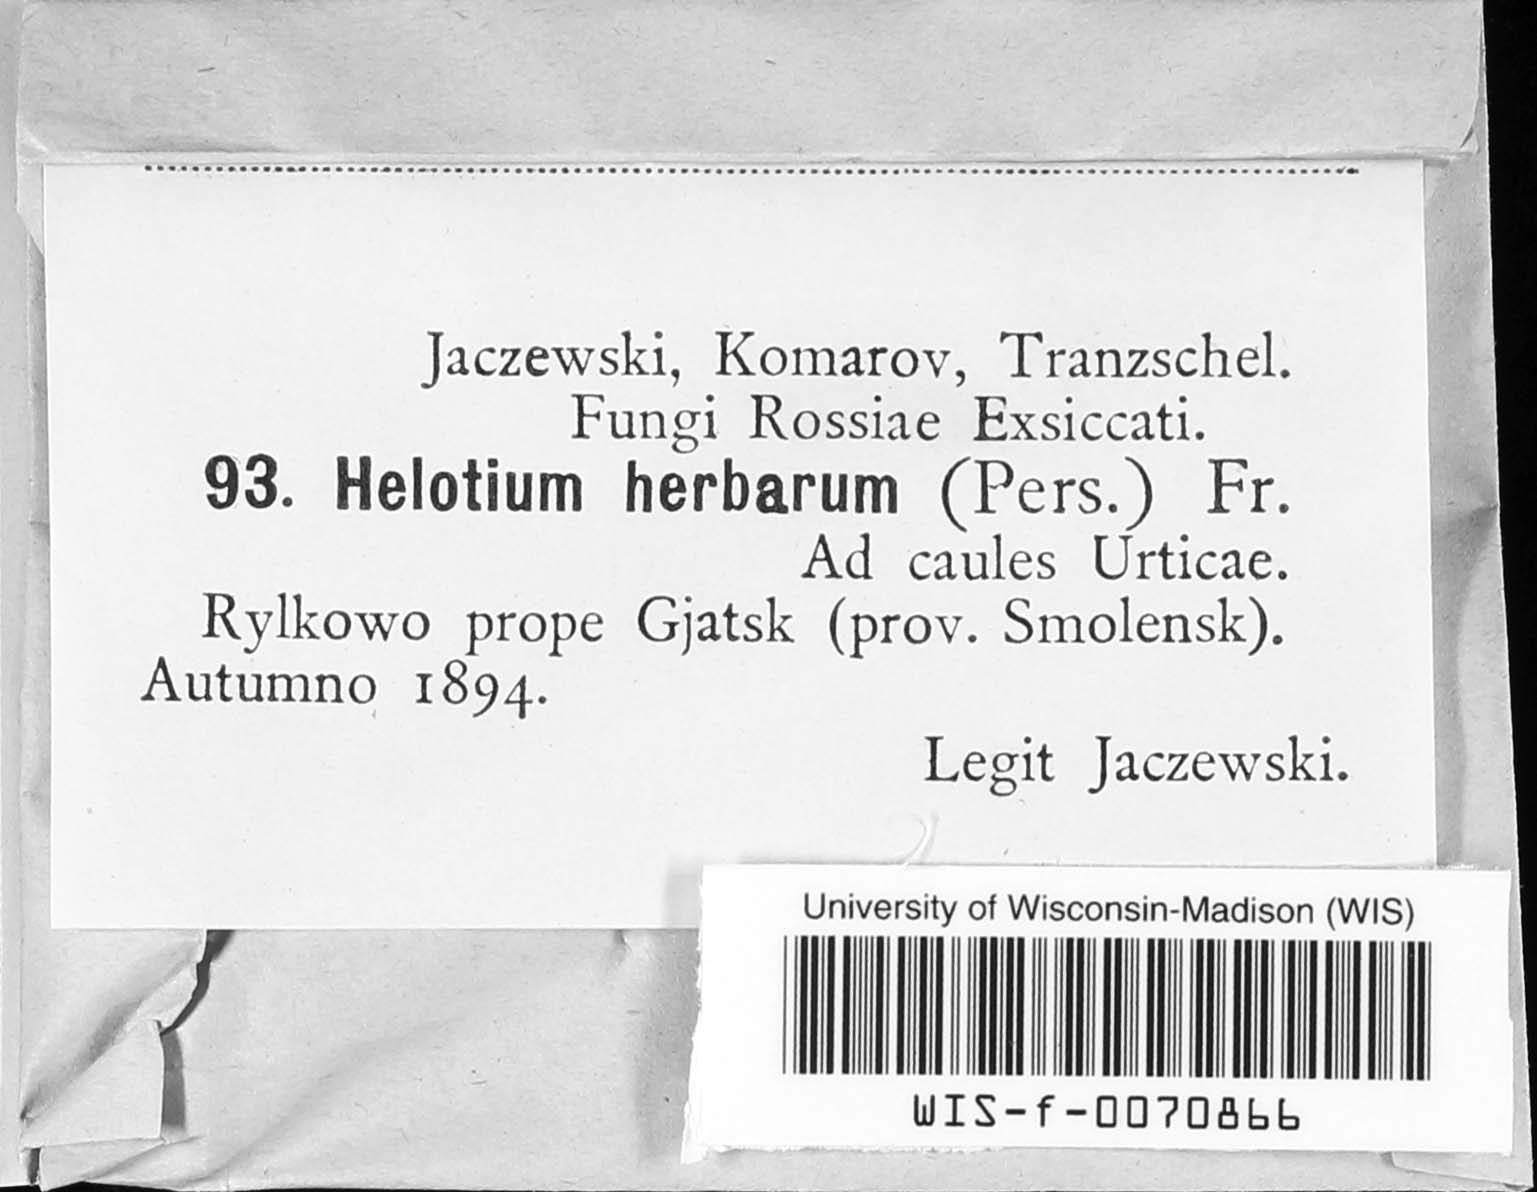 Jaczewski, Komarov, Tranzschel.
Fungi Rossiae Exsiccati.
93. Helotium herbarum (Pers.) Fr.
Ad caules Urticae.
Rylkowo prope Gjatsk (prov. Smolensk).
Autumno 1894.
Legit Jaczewski.
University of Wisconsin-Madison (WIS)
WIS-f-0070866